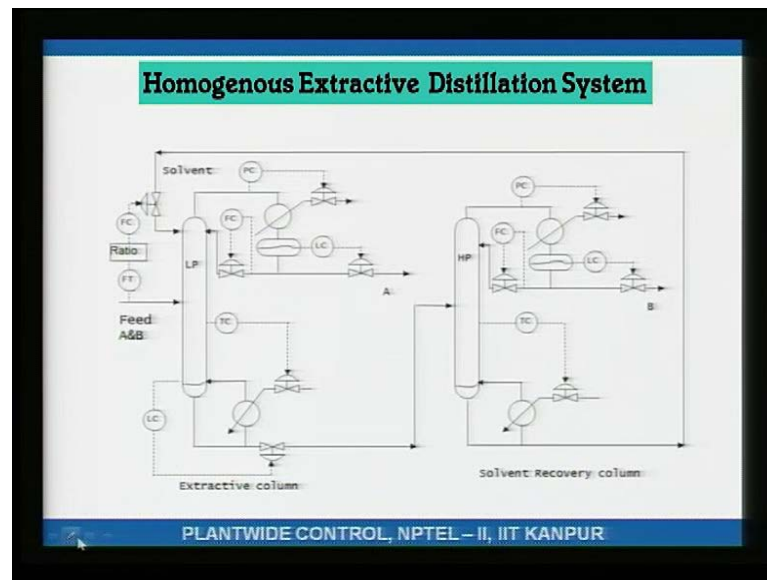 Homogenous Extractive Distillation System
Solvent
PC
PC
FC
FC
FC
Ratio
LC
LC
LP
HP
FT
A
B
Feed
A&B
TC
TC
LC
Solvent Recovery column
Extractive column
PLANTWIDE CONTROL, NPTEL – II, IIT KANPUR